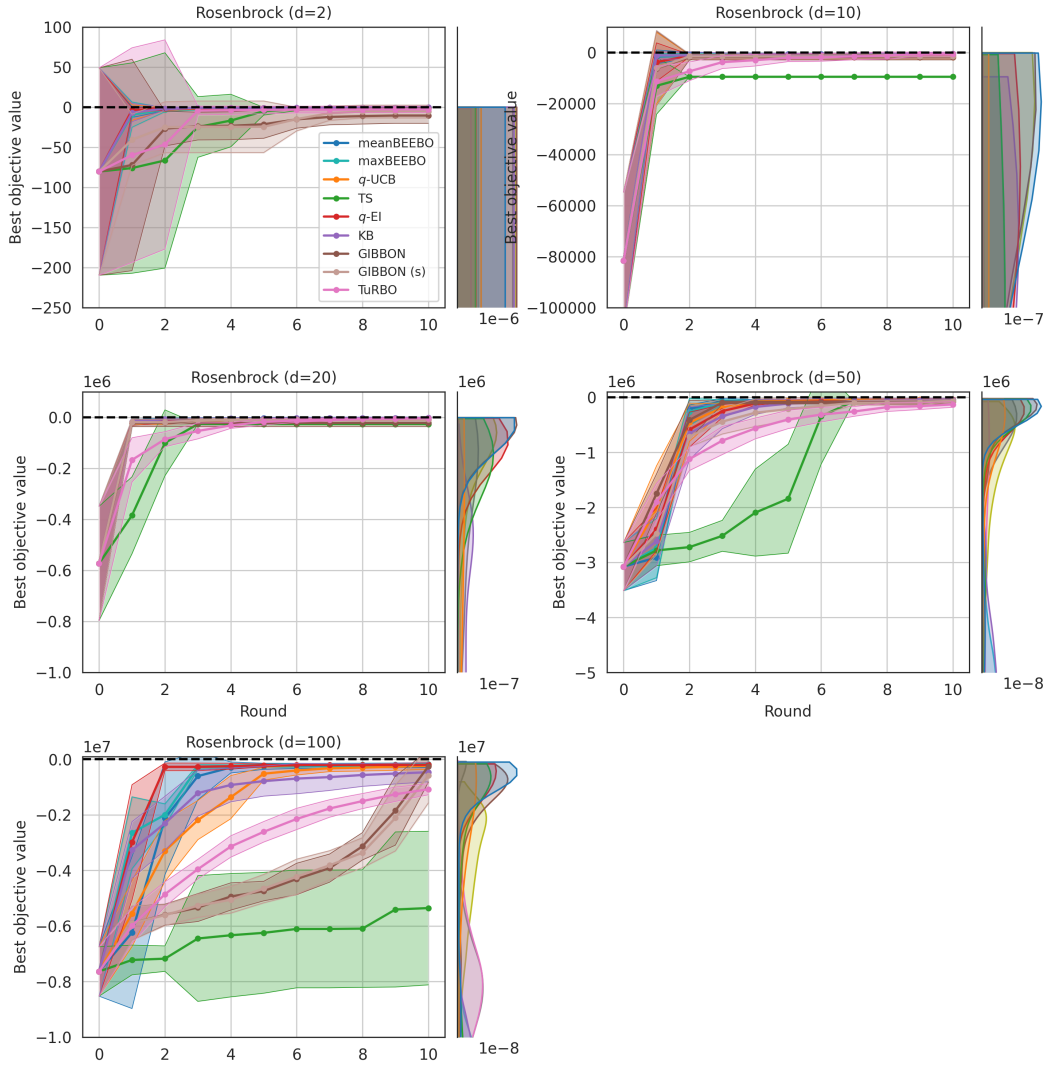 Rosenbrock (d=2)
Best objective value
100
50
0
−50
−100
−150
−200
−250
0
2
4
6
8
10
meanBEEBO
maxBEEBO
q-UCB
TS
q-EI
KB
GIBBON
GIBBON (s)
TuRBO
1e−6
Rosenbrock (d=10)
Best objective value
0
−20000
−40000
−60000
−80000
−100000
0
2
4
6
8
10
1e−7
1e6
Rosenbrock (d=20)
1e6
Best objective value
0.0
−0.2
−0.4
−0.6
−0.8
−1.0
0
2
4
6
8
10
Round
1e−7
1e6
Rosenbrock (d=50)
1e6
Best objective value
0
−1
−2
−3
−4
−5
0
2
4
6
8
10
Round
1e−8
1e7
Rosenbrock (d=100)
1e7
Best objective value
0.0
−0.2
−0.4
−0.6
−0.8
−1.0
0
2
4
6
8
10
1e−8